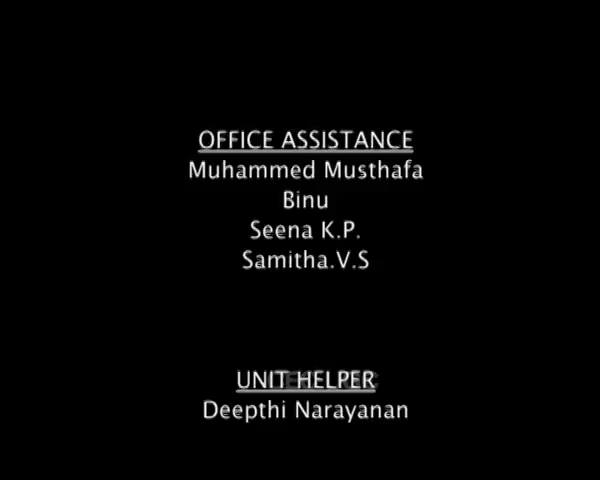 OFFICE ASSISTANCE
Muhammed Musthafa
Binu
Seena K.P.
Samitha.V.S
UNIT HELPER
Deepthi Narayanan